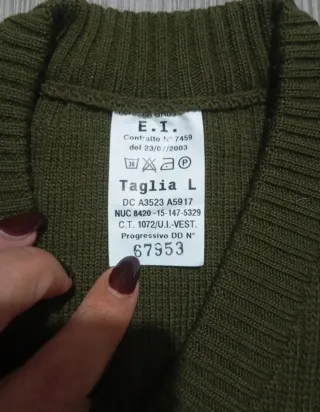 E.I.
Contratto N° 7459
del 23/07/2003
30 P
Taglia L
DC A3523 A5917
NUC 8420-15-147-5329
C.T. 1072/U.I.-VEST.
Progressivo DD N°
67953